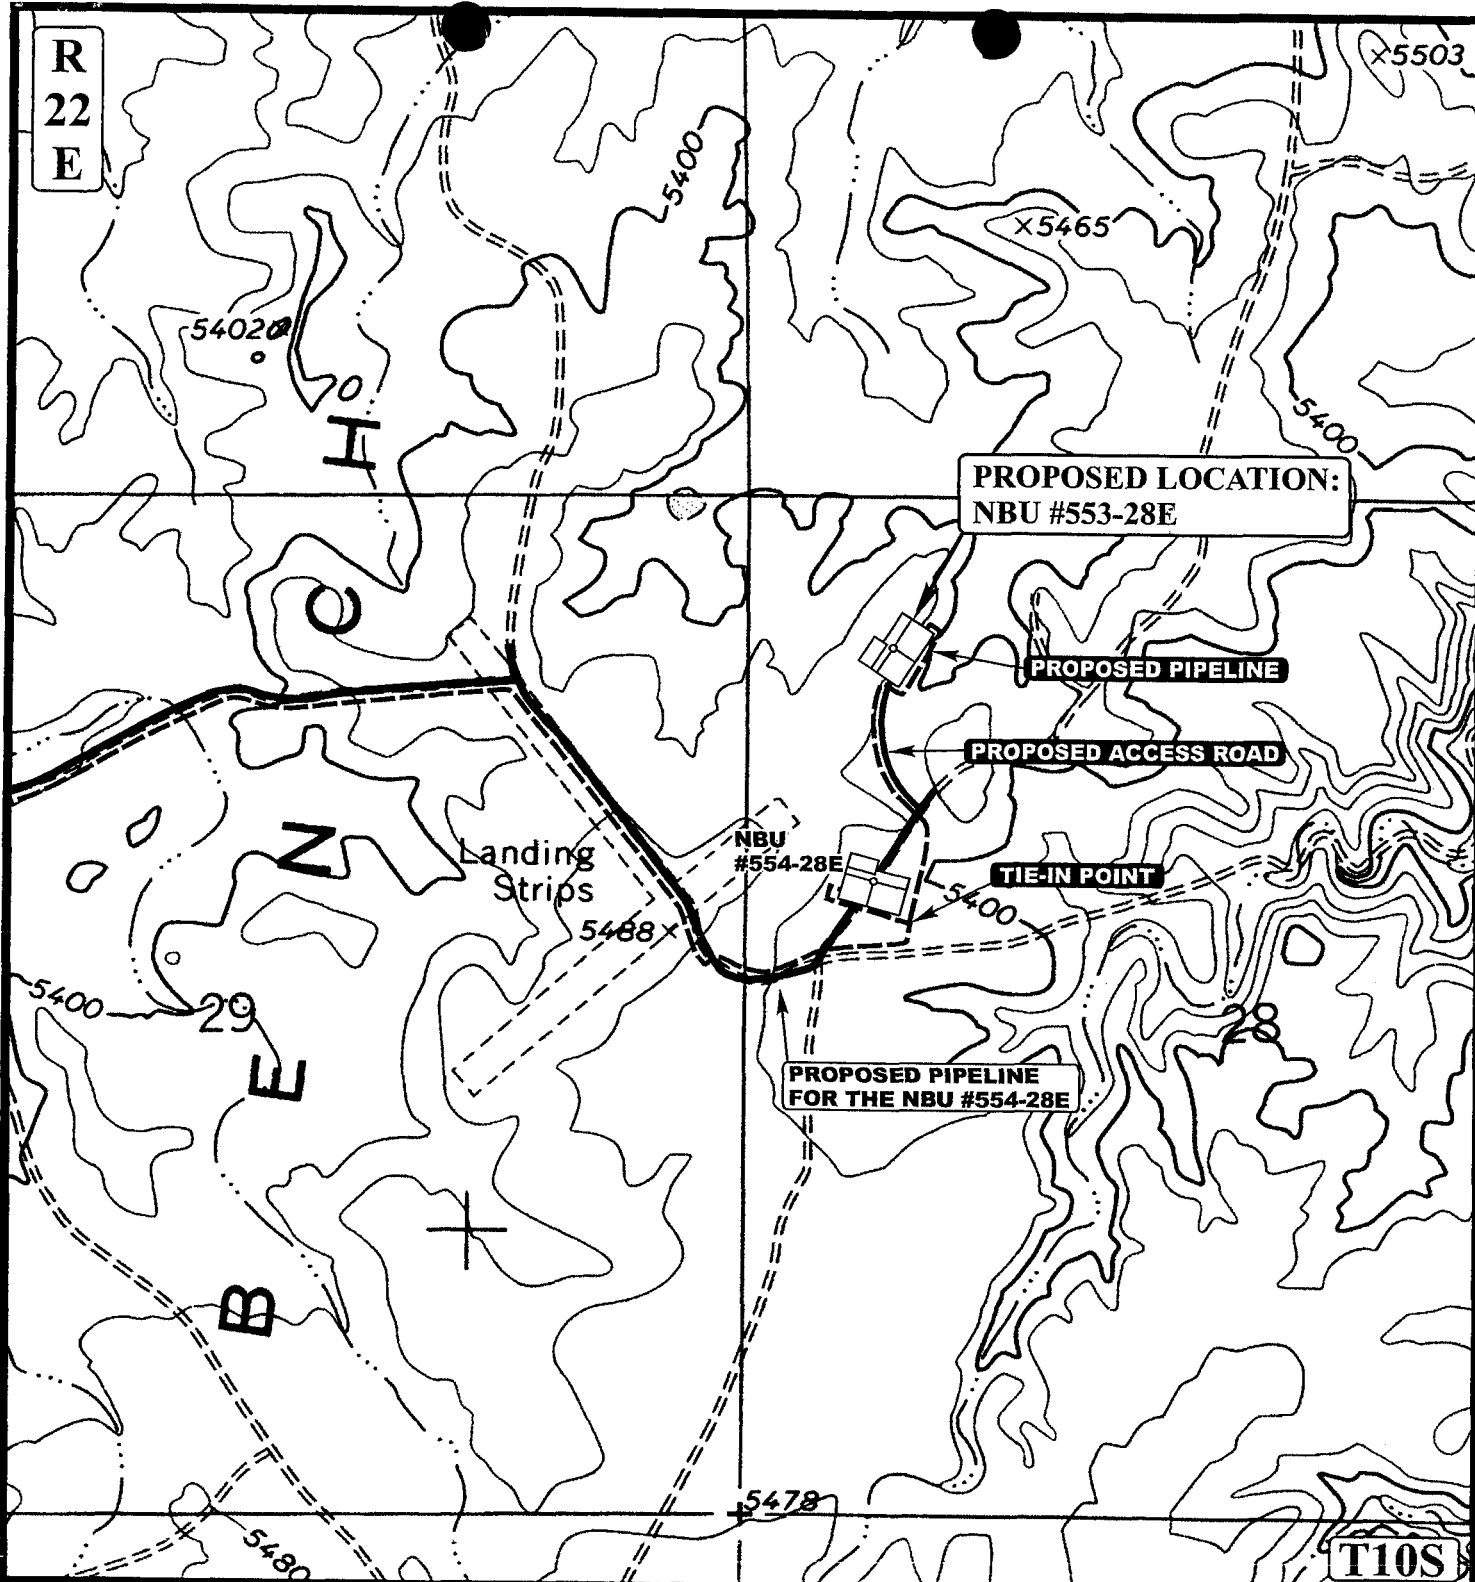 R
22
E
×5503
5400
×5465
5402
5400
H
PROPOSED LOCATION:
NBU #553-28E
C
PROPOSED PIPELINE
PROPOSED ACCESS ROAD
N
NBU
#554-28E
Landing
Strips
TIE-IN POINT
5400
5488×
5400
29
28
E
PROPOSED PIPELINE
FOR THE NBU #554-28E
B
5478
5480
T10S